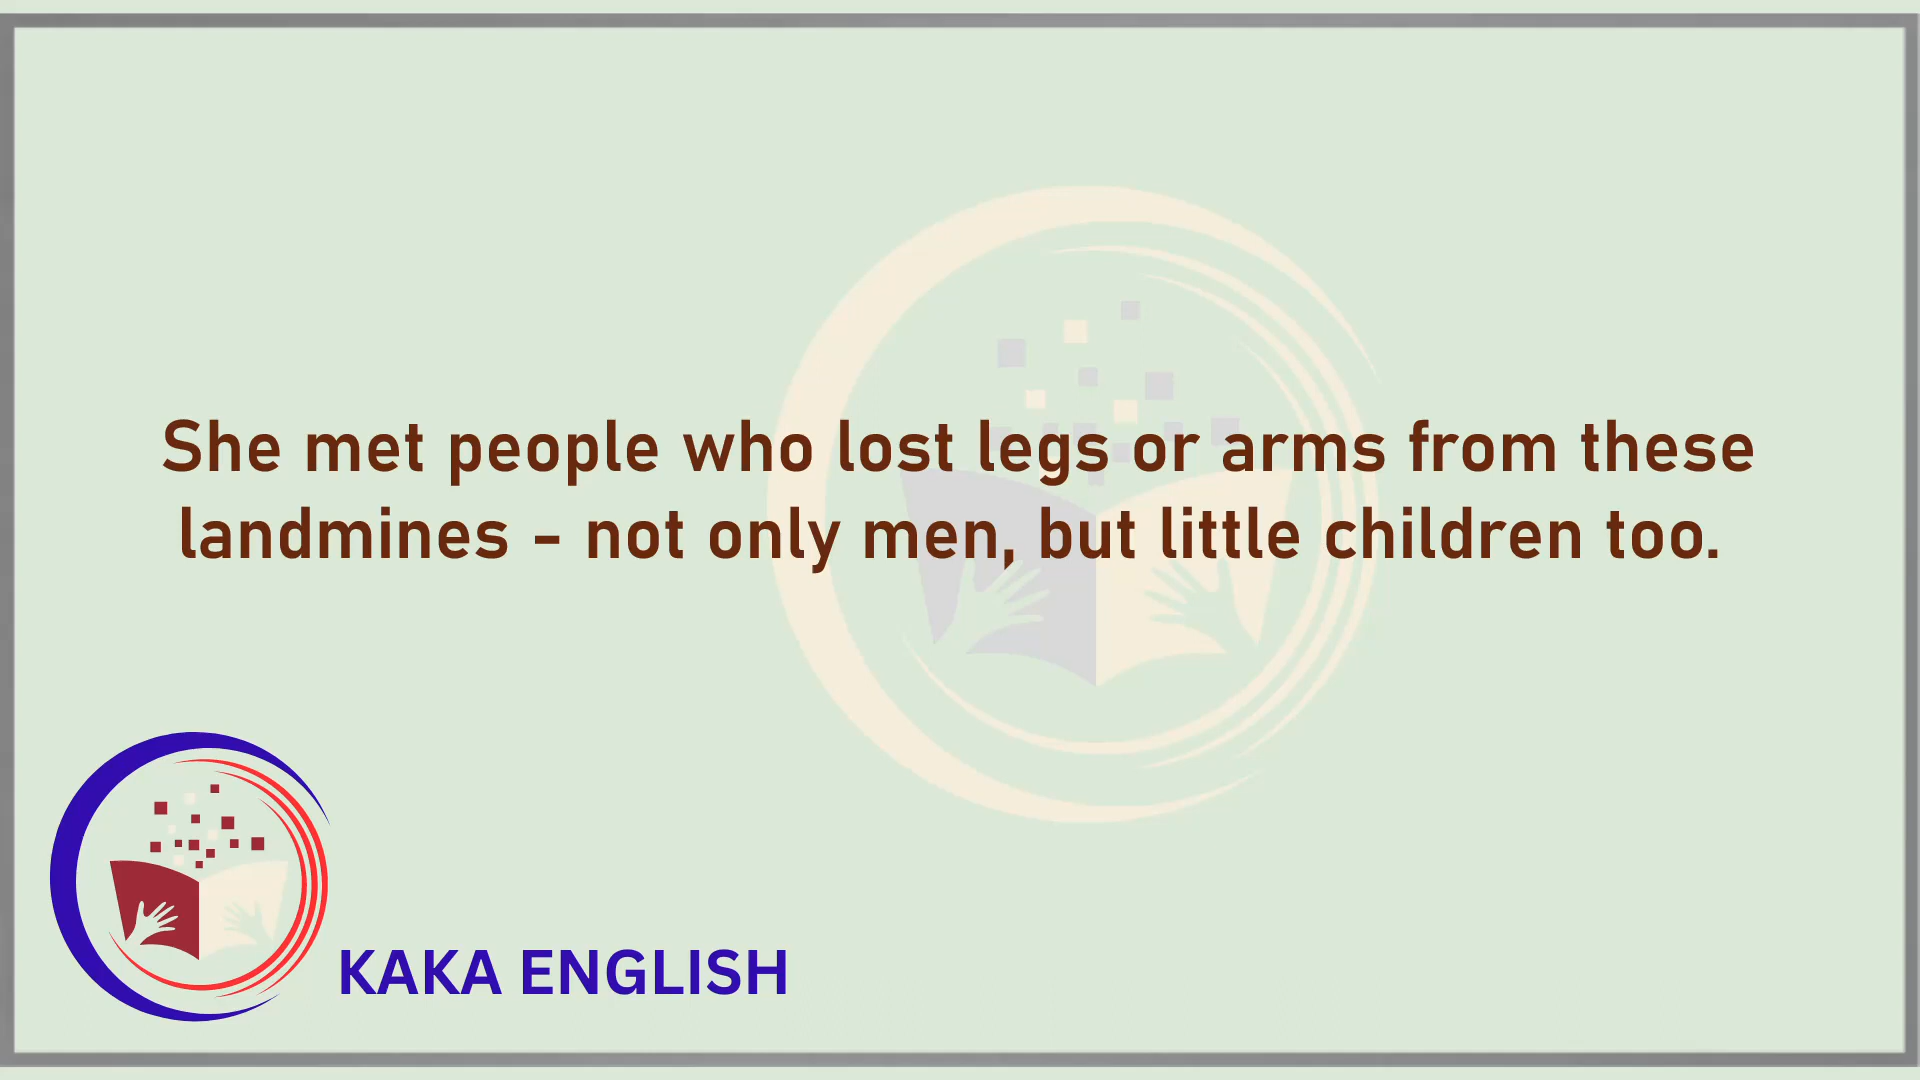 She met people who lost legs or arms from these
landmines - not only men, but little children too.
KAKA ENGLISH